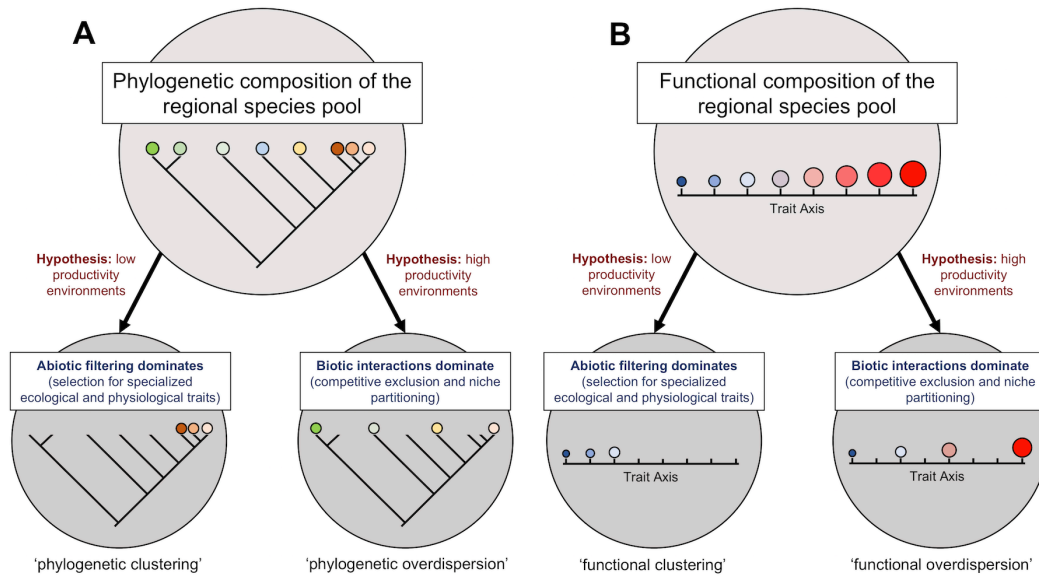 A
Phylogenetic composition of the
regional species pool
Hypothesis: low
productivity
environments
Hypothesis: high
productivity
environments
Abiotic filtering dominates
(selection for specialized
ecological and physiological traits)
Biotic interactions dominate
(competitive exclusion and niche
partitioning)
'phylogenetic clustering'
'phylogenetic overdispersion'
B
Functional composition of the
regional species pool
Trait Axis
Hypothesis: low
productivity
environments
Hypothesis: high
productivity
environments
Abiotic filtering dominates
(selection for specialized
ecological and physiological traits)
Trait Axis
Biotic interactions dominate
(competitive exclusion and niche
partitioning)
Trait Axis
'functional clustering'
'functional overdispersion'